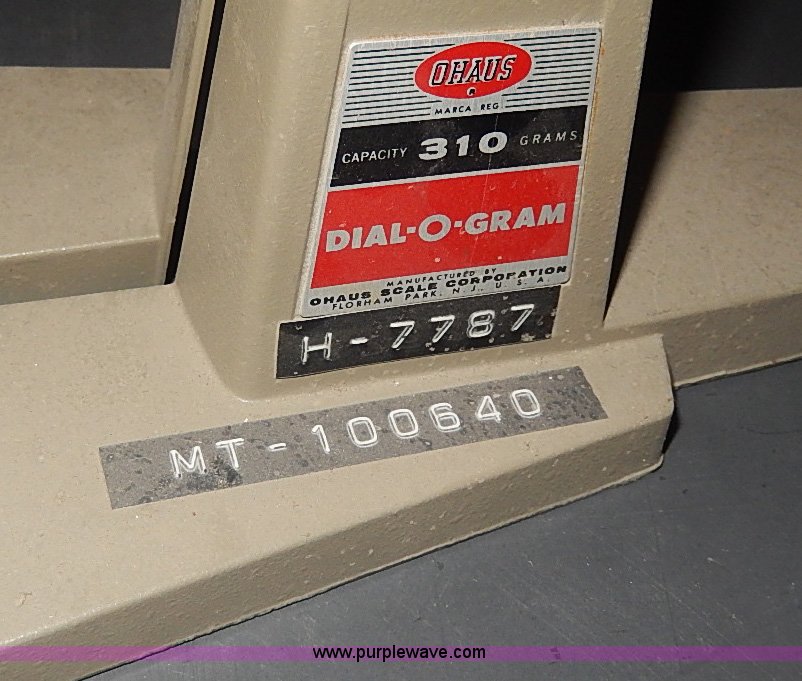 OHAUS
®
MARCA REG
CAPACITY 310 GRAMS
DIAL-O-GRAM
MANUFACTURED BY
OHAUS SCALE CORPORATION
FLORHAM PARK, N.J., U.S.A.
H-7787
MT-100640
www.purplewave.com